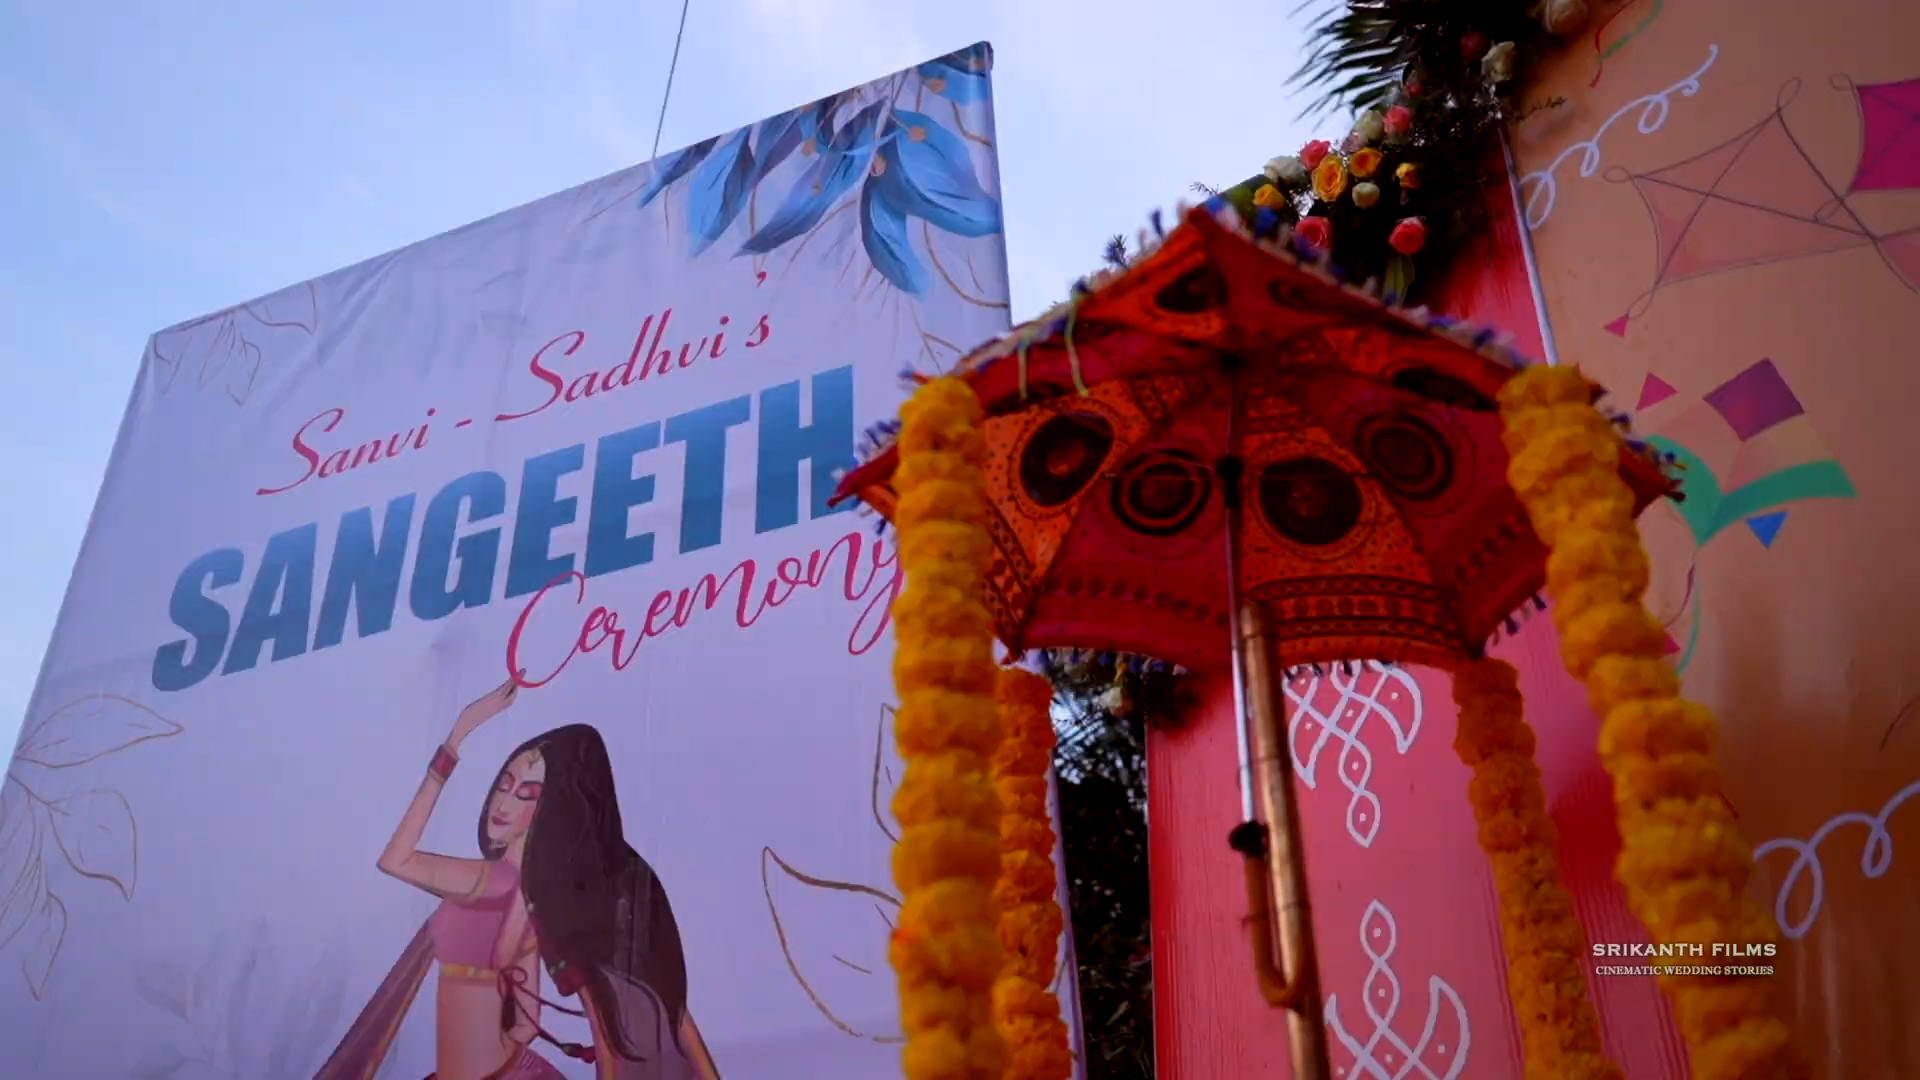 Sanvi - Sadhvi's
SANGEETH
Ceremony
SRIKANTH FILMS
CINEMATIC WEDDING STORIES